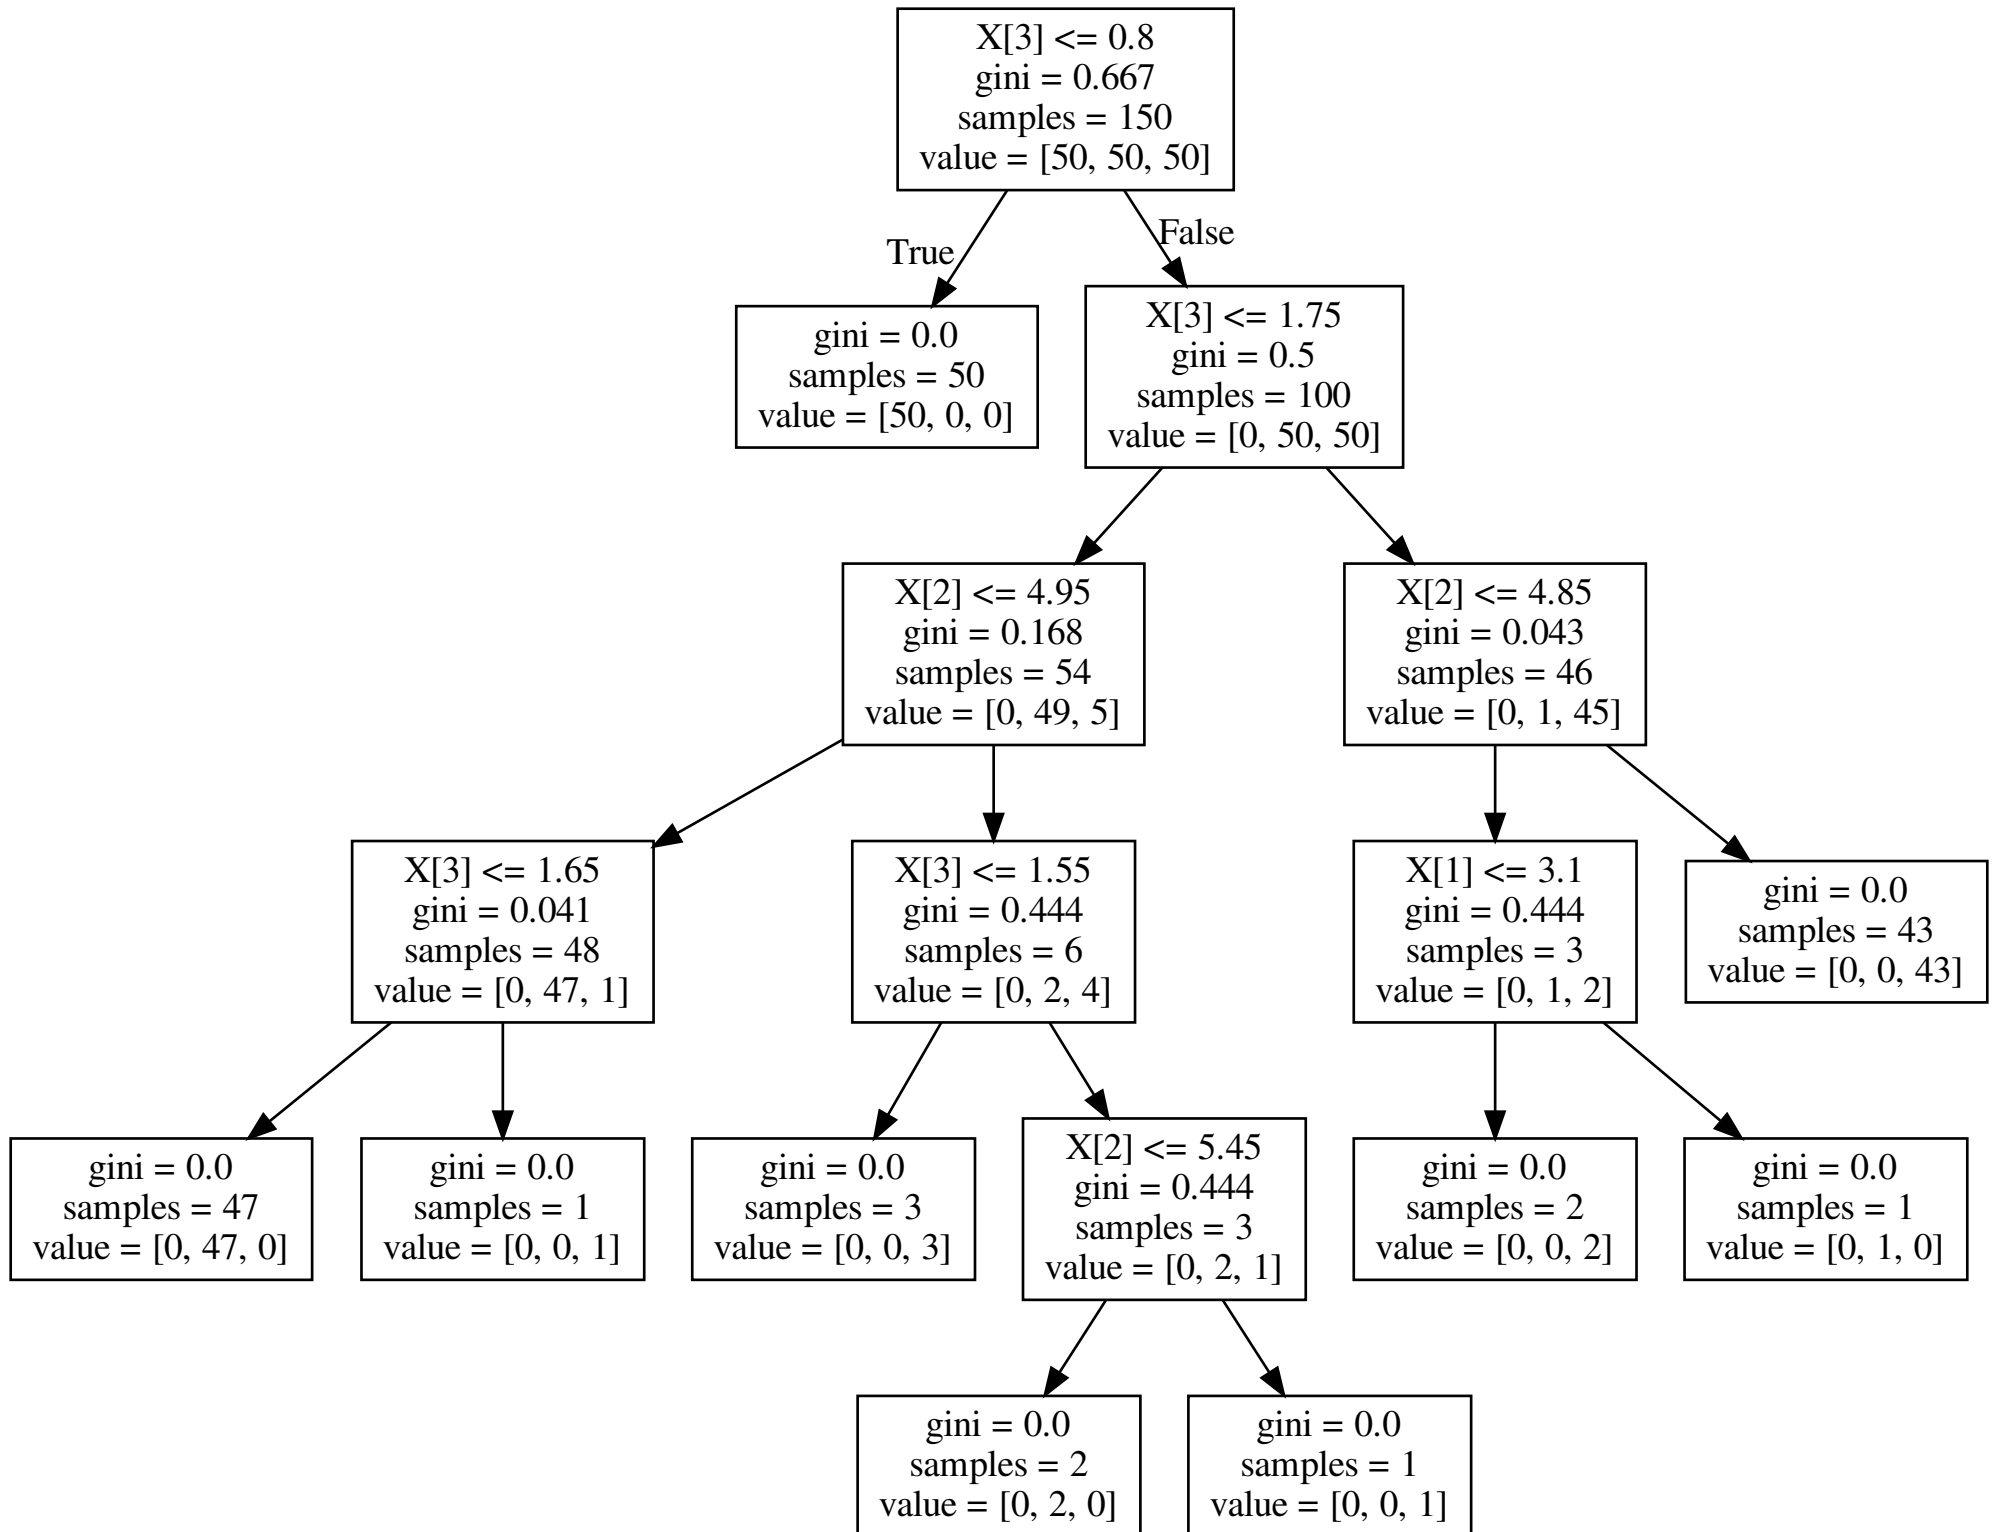 X[3] <= 0.8
gini = 0.667
samples = 150
value = [50, 50, 50]
True
False
gini = 0.0
samples = 50
value = [50, 0, 0]
X[3] <= 1.75
gini = 0.5
samples = 100
value = [0, 50, 50]
X[2] <= 4.95
gini = 0.168
samples = 54
value = [0, 49, 5]
X[2] <= 4.85
gini = 0.043
samples = 46
value = [0, 1, 45]
X[3] <= 1.65
gini = 0.041
samples = 48
value = [0, 47, 1]
X[3] <= 1.55
gini = 0.444
samples = 6
value = [0, 2, 4]
X[1] <= 3.1
gini = 0.444
samples = 3
value = [0, 1, 2]
gini = 0.0
samples = 43
value = [0, 0, 43]
gini = 0.0
samples = 47
value = [0, 47, 0]
gini = 0.0
samples = 1
value = [0, 0, 1]
gini = 0.0
samples = 3
value = [0, 0, 3]
X[2] <= 5.45
gini = 0.444
samples = 3
value = [0, 2, 1]
gini = 0.0
samples = 2
value = [0, 0, 2]
gini = 0.0
samples = 1
value = [0, 1, 0]
gini = 0.0
samples = 2
value = [0, 2, 0]
gini = 0.0
samples = 1
value = [0, 0, 1]